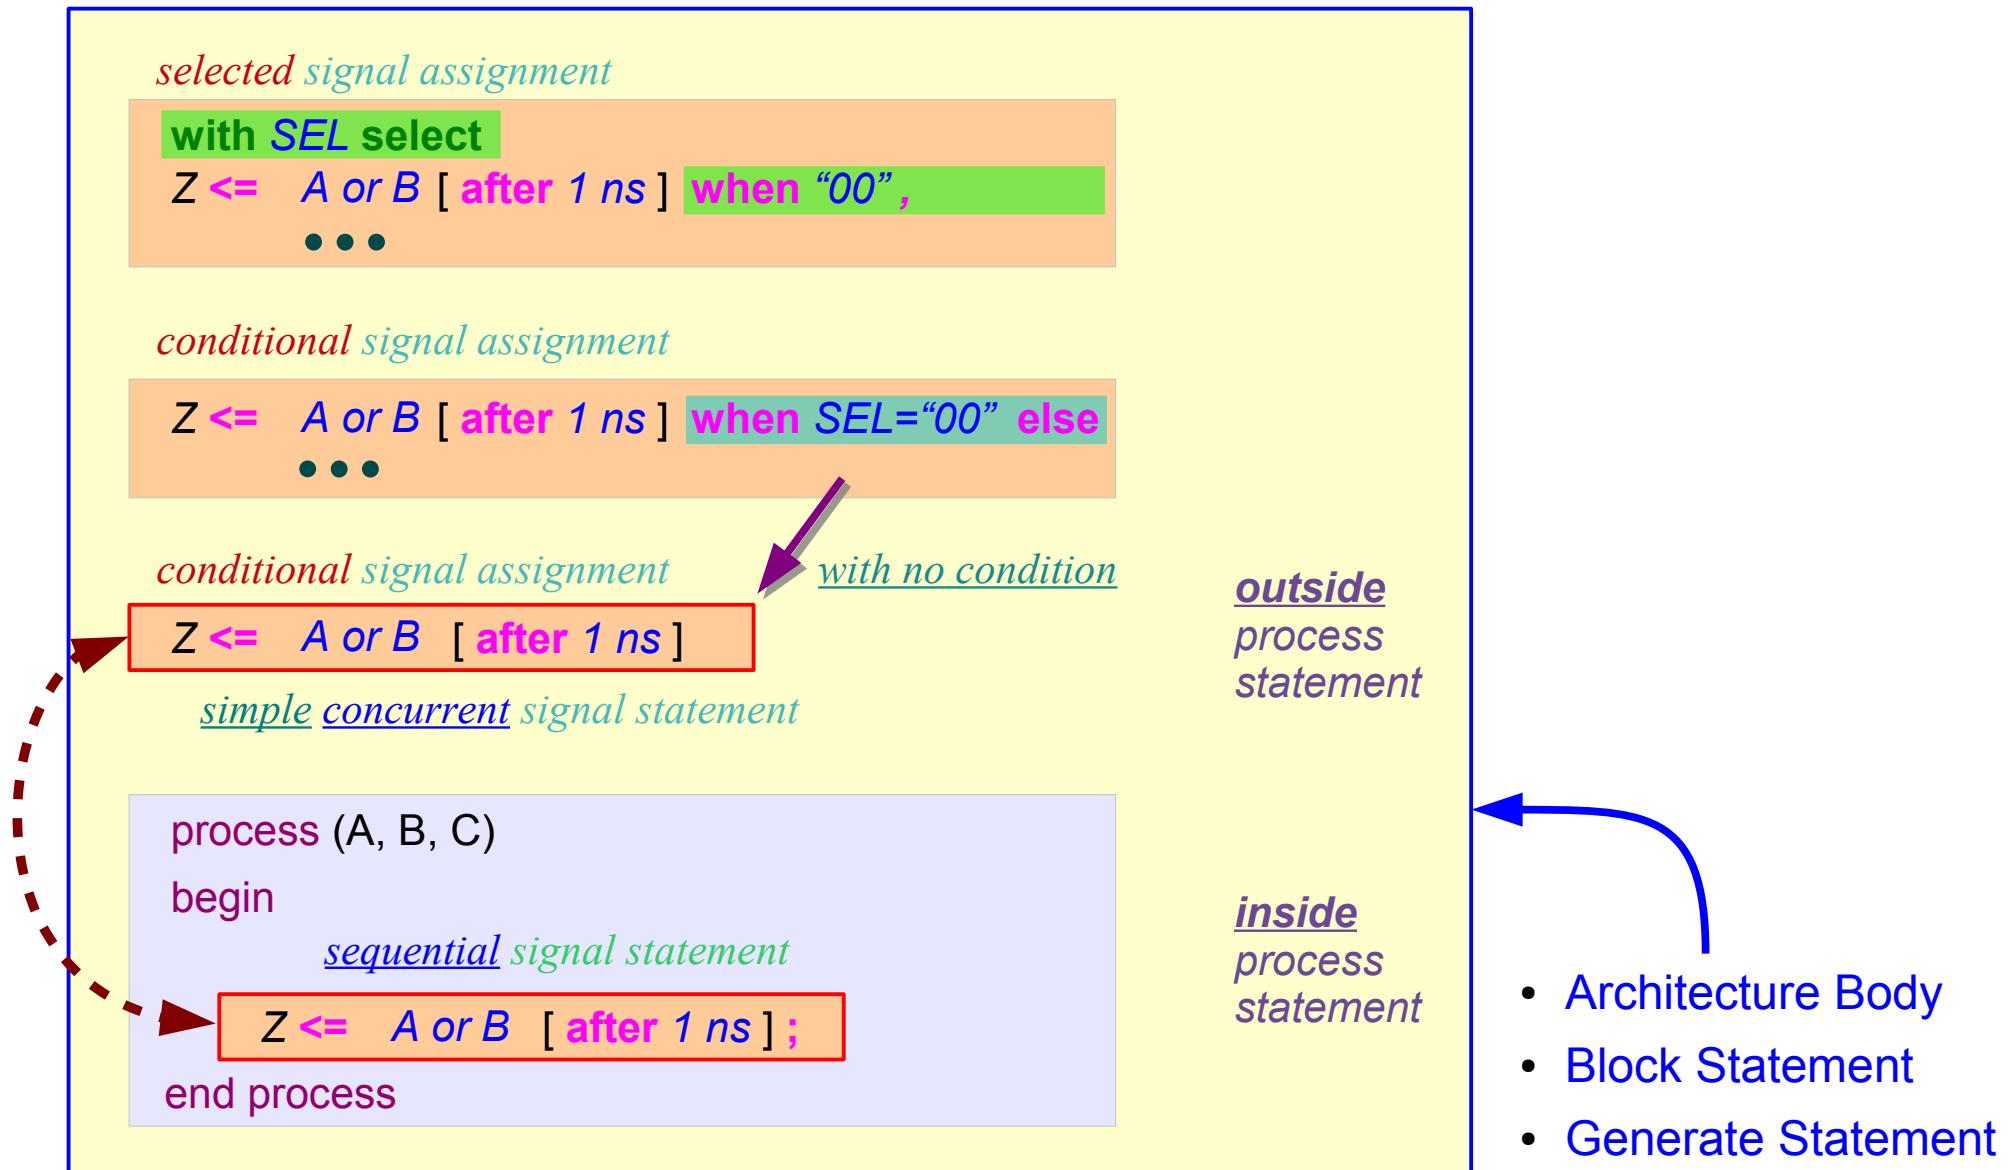 selected signal assignment
with SEL select
Z <= A or B [ after 1 ns ] when “00” ,
•••
conditional signal assignment
Z <= A or B [ after 1 ns ] when SEL=“00” else
•••
conditional signal assignment with no condition
Z <= A or B [ after 1 ns ]
simple concurrent signal statement
outside
process
statement
process (A, B, C)
begin
sequential signal statement
Z <= A or B [ after 1 ns ] ;
end process
inside
process
statement
• Architecture Body
• Block Statement
• Generate Statement